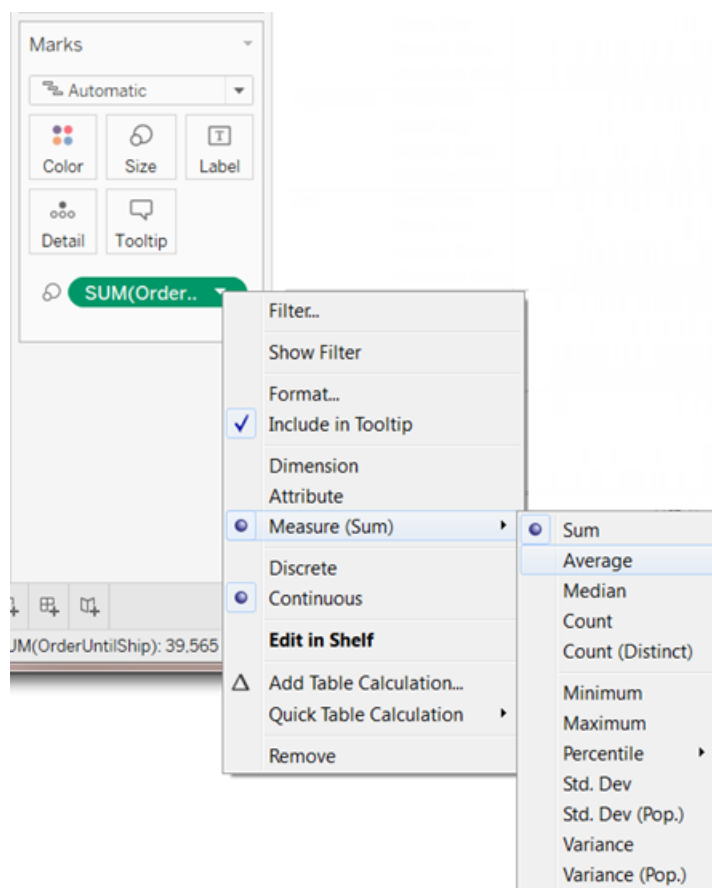 Marks
Automatic
Color
Size
Label
Detail
Tooltip
SUM(Order..
Filter...
Show Filter
Format...
Include in Tooltip
Dimension
Attribute
Measure (Sum)
Discrete
Continuous
Edit in Shelf
Add Table Calculation...
Quick Table Calculation
Remove
Sum
Average
Median
Count
Count (Distinct)
Minimum
Maximum
Percentile
Std. Dev
Std. Dev (Pop.)
Variance
Variance (Pop.)
UM(OrderUntilShip): 39,565